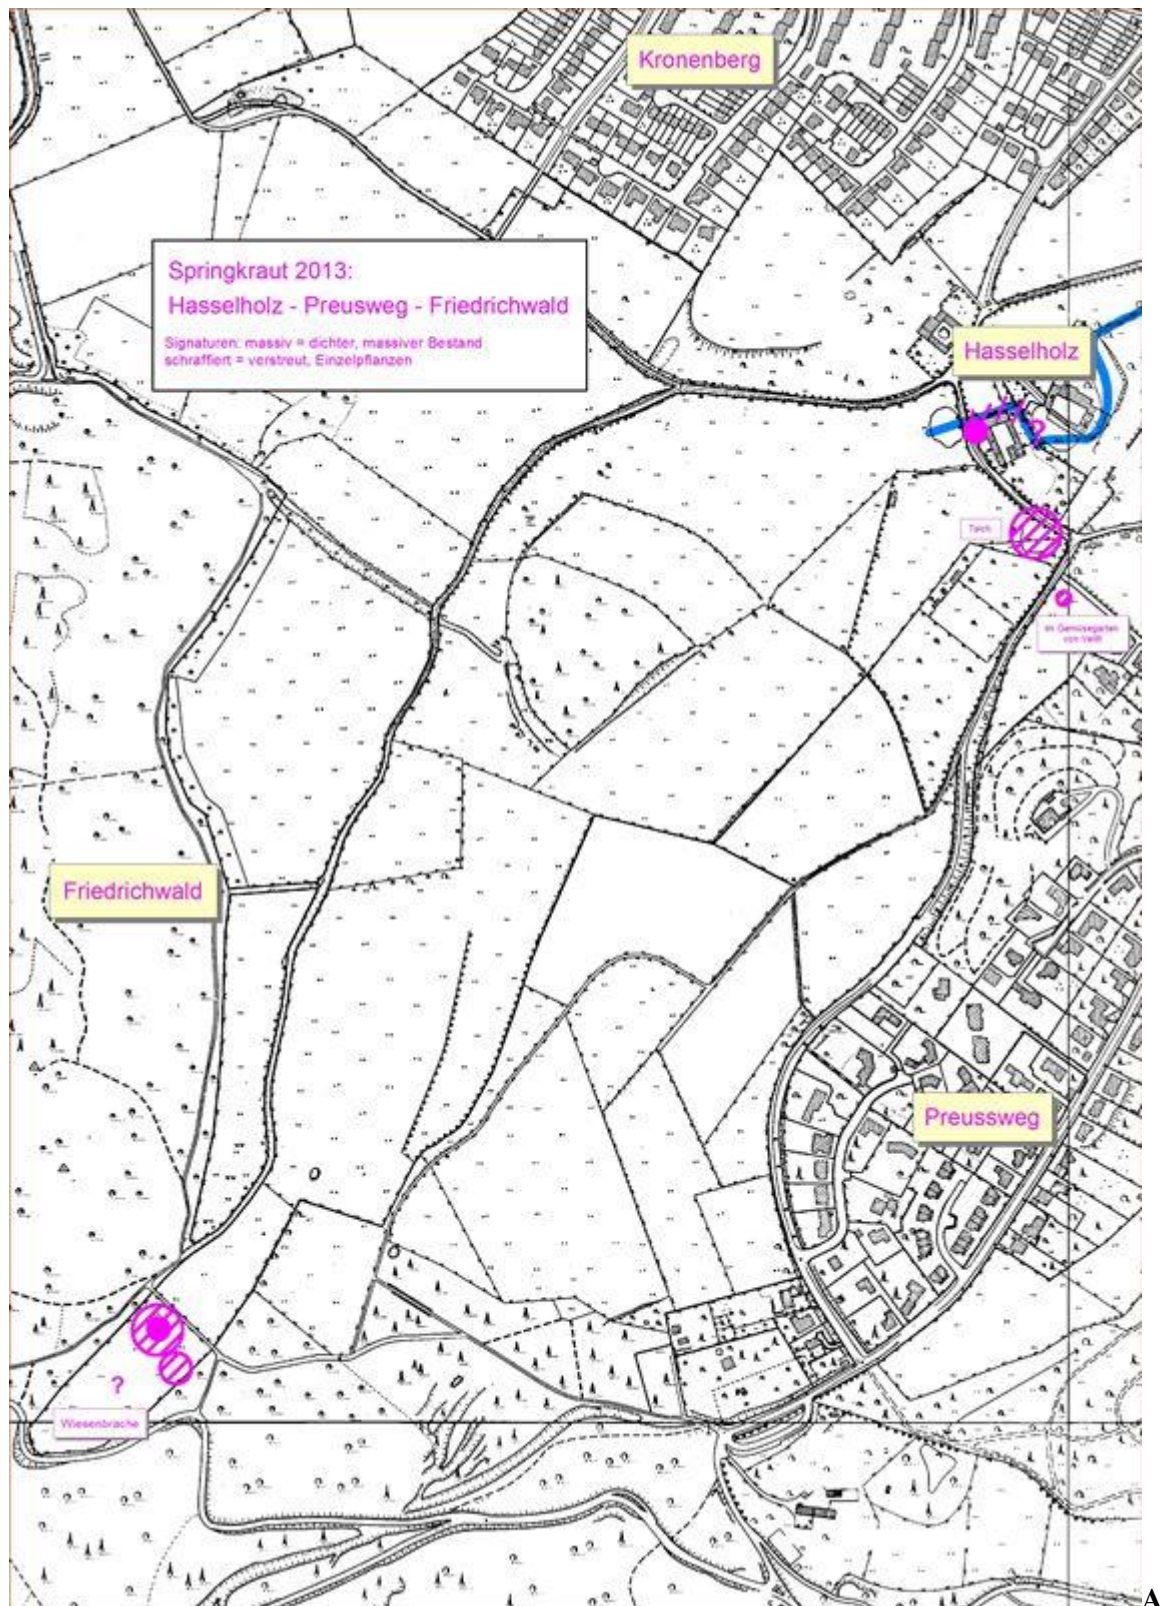 Kronenberg
Springkraut 2013:
Hasselholz - Preusweg - Friedrichwald
Signaturen: massiv = dichter, massiver Bestand
schraffiert = verstreut, Einzelpflanzen
Hasselholz
?
Teich
im Gemüsegarten
von
Friedrichwald
Preussweg
?
Wiesenbrache
A